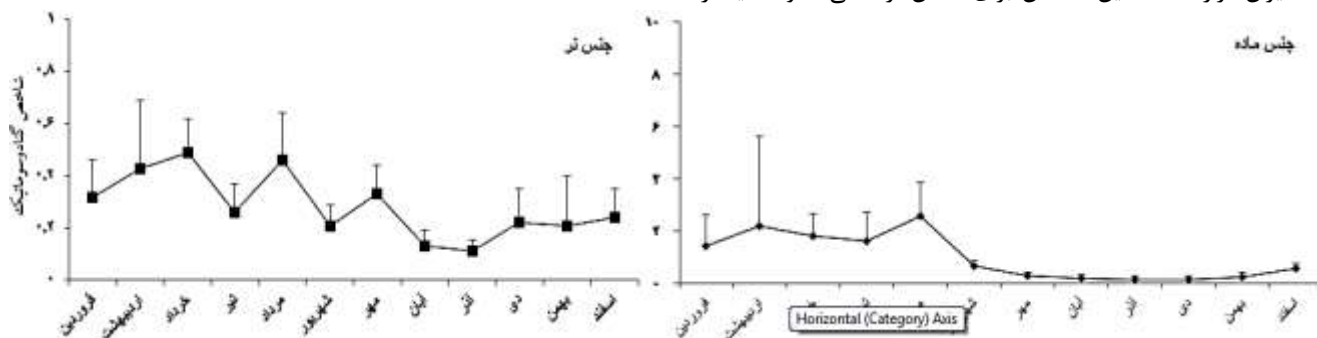 جنس نر
شاخص گنادوسوماتیک
۱
۰.۸
۰.۶
۰.۴
۰.۲
۰
فروردین
اردیبهشت
خرداد
تیر
مرداد
شهریور
مهر
آبان
آذر
دی
بهمن
اسفند
جنس ماده
۱۰
۸
۶
۴
۲
۰
فروردین
اردیبهشت
مهر
آبان
آذر
دی
بهمن
اسفند
Horizontal (Category) Axis